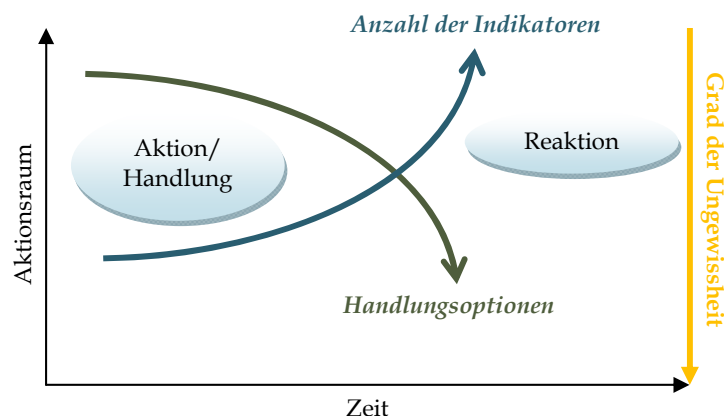 Anzahl der Indikatoren
Aktion/
Handlung
Reaktion
Aktionsraum
Grad der Ungewissheit
Handlungsoptionen
Zeit